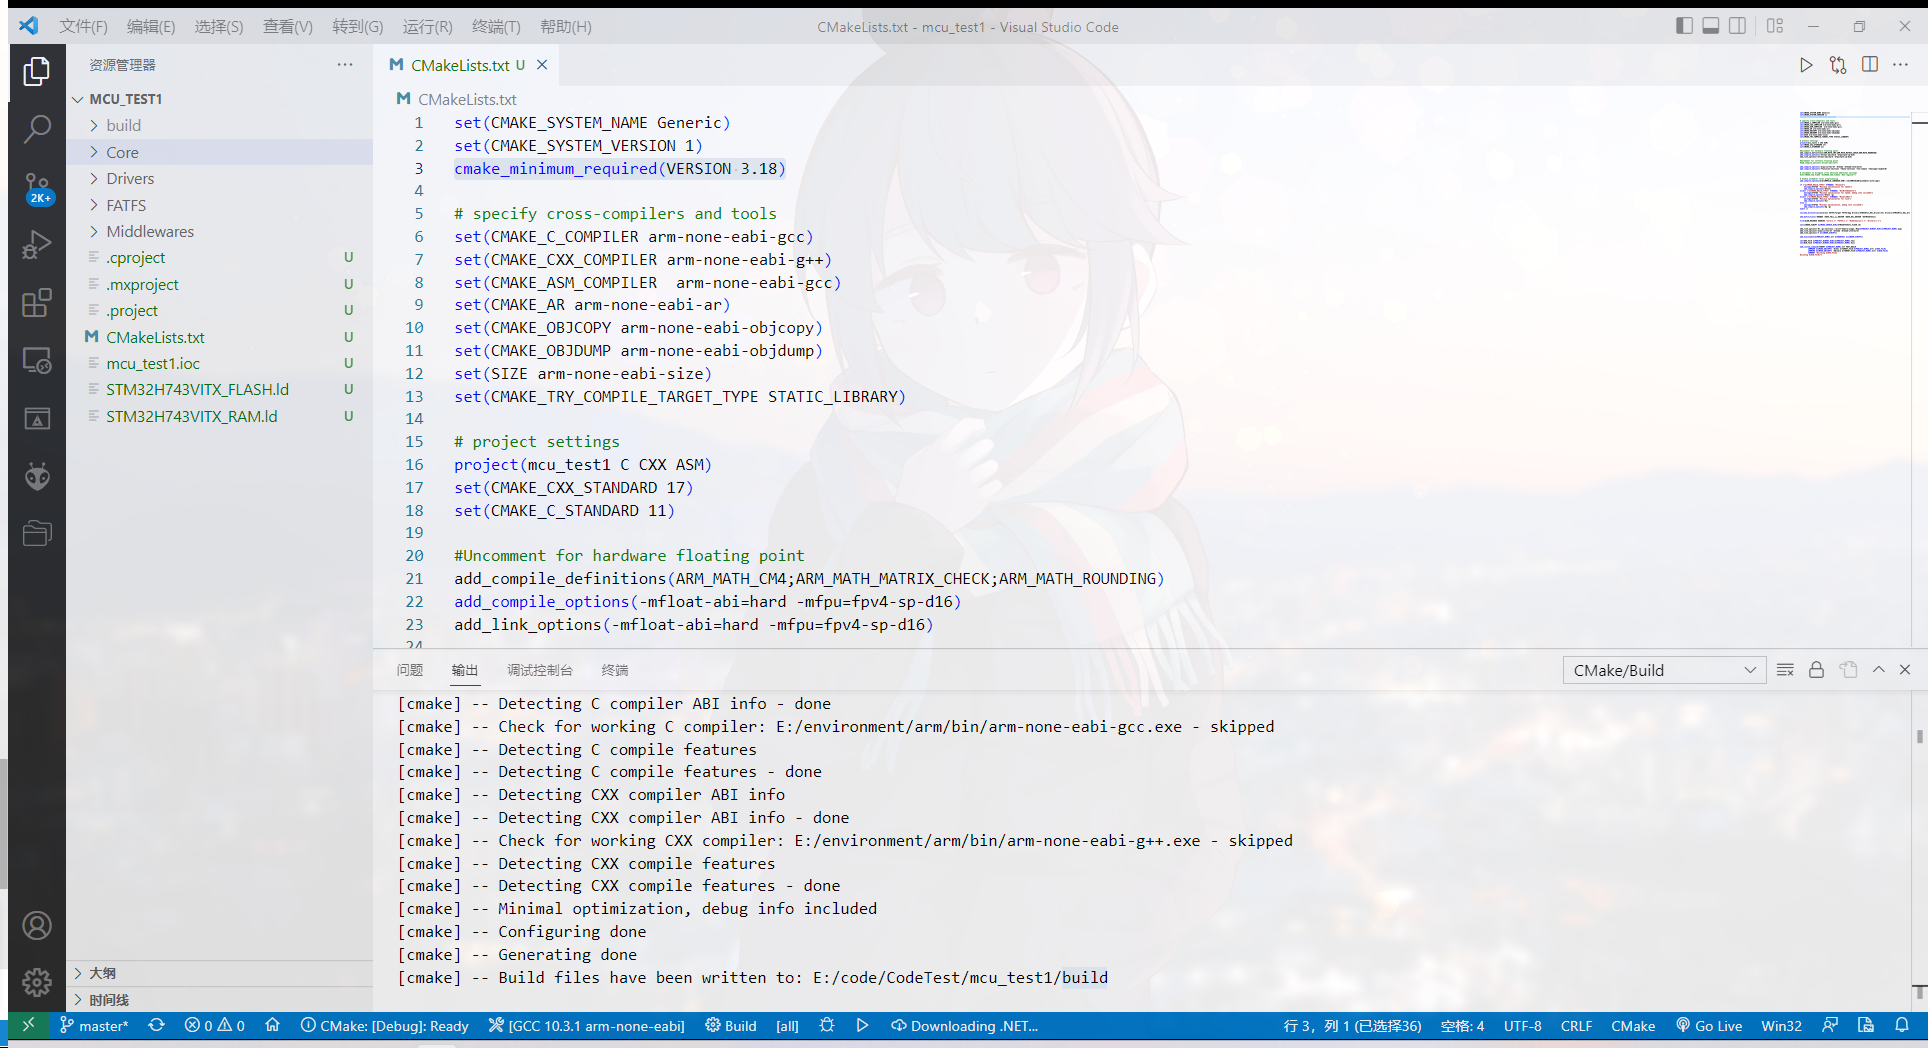 文件(F) 编辑(E) 选择(S) 查看(V) 转到(G) 运行(R) 终端(T) 帮助(H) CMakeLists.txt - mcu_test1 - Visual Studio Code
资源管理器
MCU_TEST1
build
Core
Drivers
FATFS
Middlewares
.cproject U
.mxproject U
.project U
CMakeLists.txt U
mcu_test1.ioc U
STM32H743VITX_FLASH.ld U
STM32H743VITX_RAM.ld U
大纲
时间线
2K+
CMakeLists.txt U
CMakeLists.txt
1 set(CMAKE_SYSTEM_NAME Generic)
2 set(CMAKE_SYSTEM_VERSION 1)
3 cmake_minimum_required(VERSION 3.18)
4
5 # specify cross-compilers and tools
6 set(CMAKE_C_COMPILER arm-none-eabi-gcc)
7 set(CMAKE_CXX_COMPILER arm-none-eabi-g++)
8 set(CMAKE_ASM_COMPILER  arm-none-eabi-gcc)
9 set(CMAKE_AR arm-none-eabi-ar)
10 set(CMAKE_OBJCOPY arm-none-eabi-objcopy)
11 set(CMAKE_OBJDUMP arm-none-eabi-objdump)
12 set(SIZE arm-none-eabi-size)
13 set(CMAKE_TRY_COMPILE_TARGET_TYPE STATIC_LIBRARY)
14
15 # project settings
16 project(mcu_test1 C CXX ASM)
17 set(CMAKE_CXX_STANDARD 17)
18 set(CMAKE_C_STANDARD 11)
19
20 #Uncomment for hardware floating point
21 add_compile_definitions(ARM_MATH_CM4;ARM_MATH_MATRIX_CHECK;ARM_MATH_ROUNDING)
22 add_compile_options(-mfloat-abi=hard -mfpu=fpv4-sp-d16)
23 add_link_options(-mfloat-abi=hard -mfpu=fpv4-sp-d16)
24
问题 输出 调试控制台 终端 CMake/Build
[cmake] -- Detecting C compiler ABI info - done
[cmake] -- Check for working C compiler: E:/environment/arm/bin/arm-none-eabi-gcc.exe - skipped
[cmake] -- Detecting C compile features
[cmake] -- Detecting C compile features - done
[cmake] -- Detecting CXX compiler ABI info
[cmake] -- Detecting CXX compiler ABI info - done
[cmake] -- Check for working CXX compiler: E:/environment/arm/bin/arm-none-eabi-g++.exe - skipped
[cmake] -- Detecting CXX compile features
[cmake] -- Detecting CXX compile features - done
[cmake] -- Minimal optimization, debug info included
[cmake] -- Configuring done
[cmake] -- Generating done
[cmake] -- Build files have been written to: E:/code/CodeTest/mcu_test1/build
master* 0 0 CMake: [Debug]: Ready [GCC 10.3.1 arm-none-eabi] Build [all] Downloading .NET... 行 3, 列 1 (已选择36) 空格: 4 UTF-8 CRLF CMake Go Live Win32